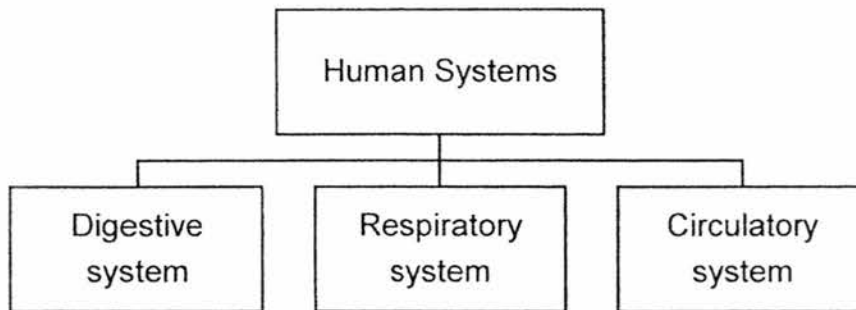 Human Systems
Digestive
system
Respiratory
system
Circulatory
system